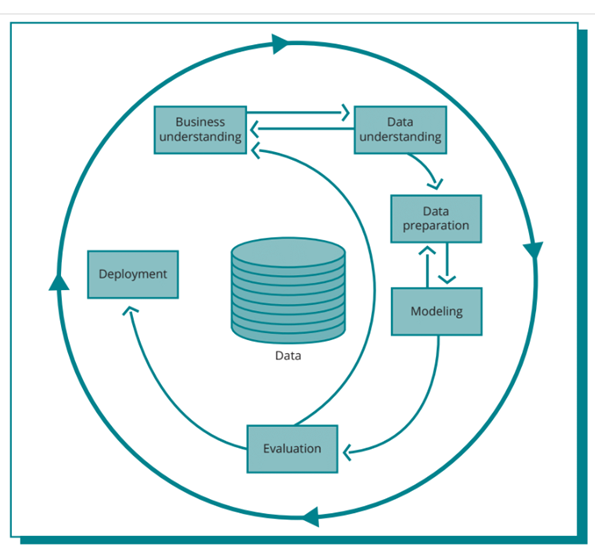 Business
understanding
Data
understanding
Data
preparation
Deployment
Modeling
Data
Evaluation